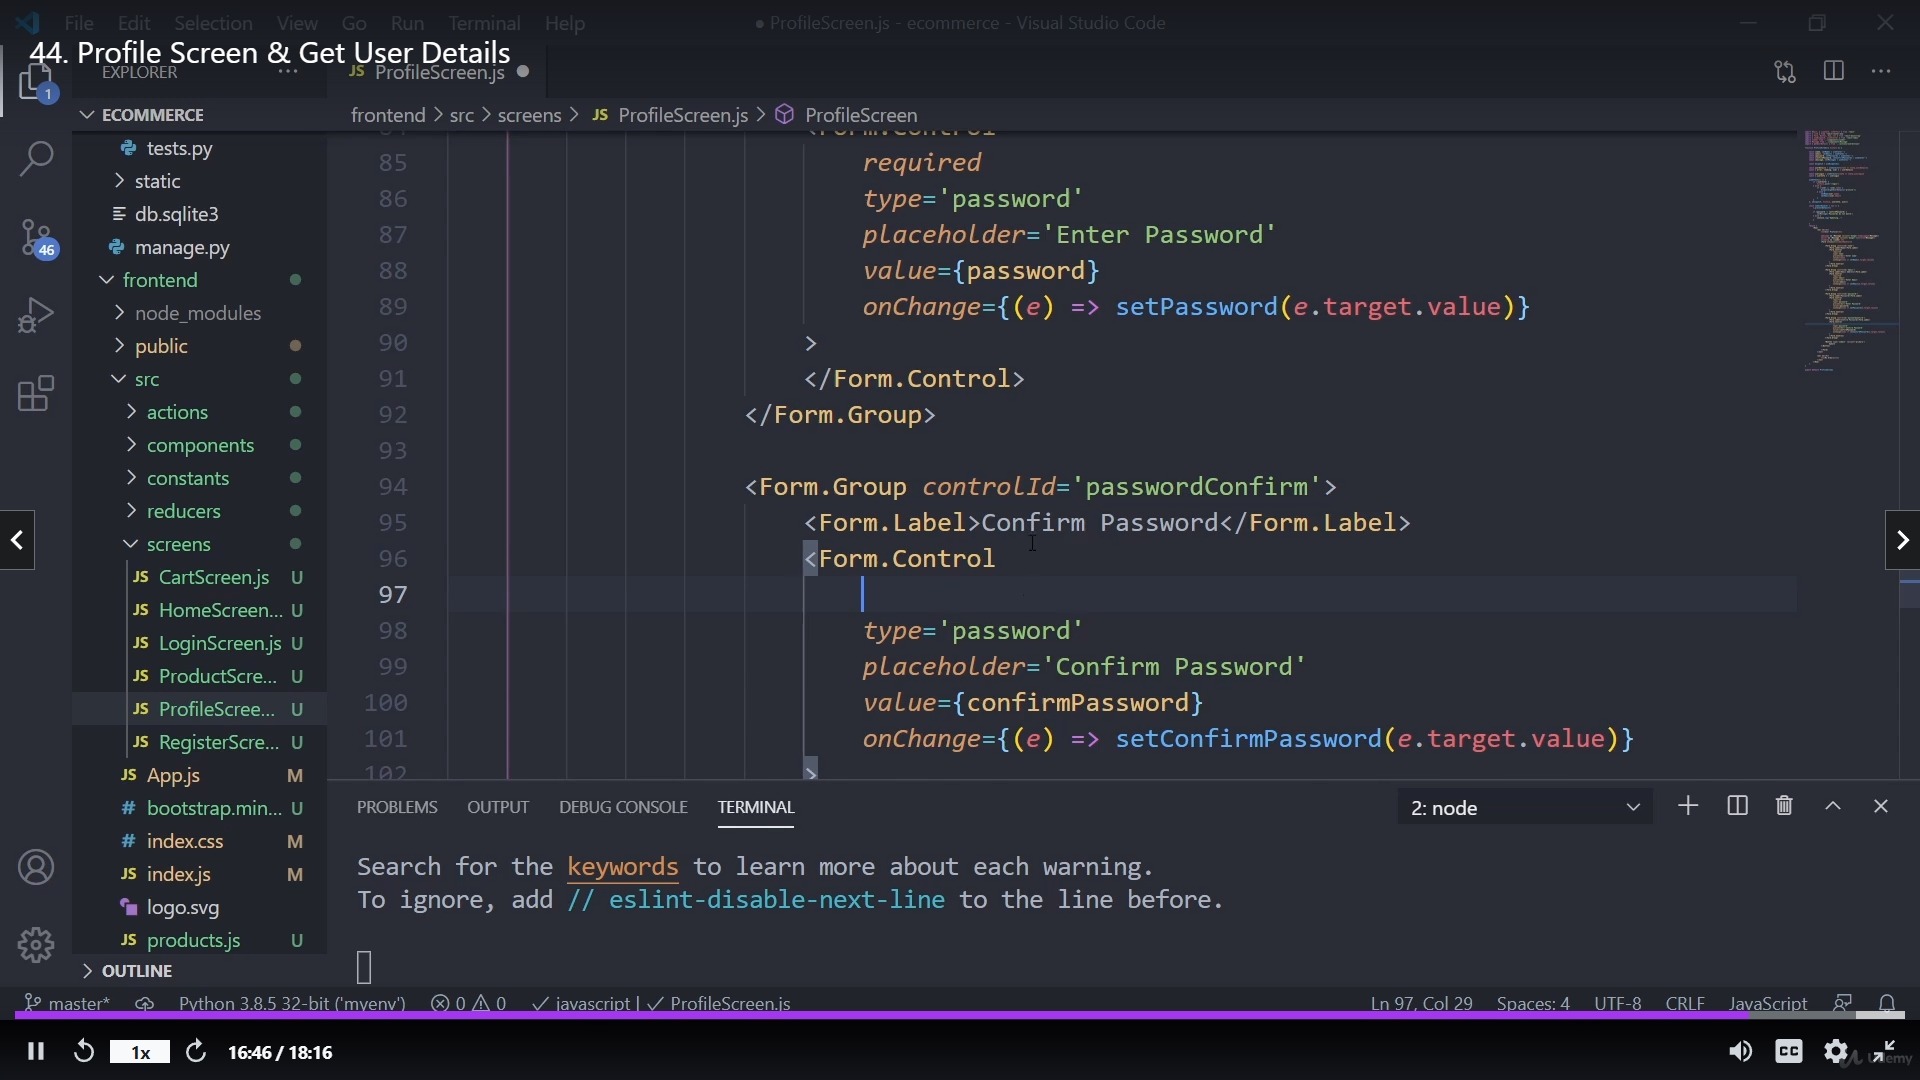 File Edit Selection View Go Run Terminal Help
● ProfileScreen.js - ecommerce - Visual Studio Code
44. Profile Screen & Get User Details
EXPLORER
JS ProfileScreen.js
1
ECOMMERCE
frontend > src > screens > JS ProfileScreen.js > ProfileScreen
tests.py
static
db.sqlite3
46
manage.py
frontend
node_modules
public
src
actions
components
constants
reducers
screens
JS CartScreen.js U
JS HomeScreen... U
JS LoginScreen.js U
JS ProductScre... U
JS ProfileScree... U
JS RegisterScre... U
JS App.js M
# bootstrap.min... U
# index.css M
JS index.js M
logo.svg
JS products.js U
OUTLINE
<Form.Control
85 required
86 type='password'
87 placeholder='Enter Password'
88 value={password}
89 onChange={(e) => setPassword(e.target.value)}
90 >
91 </Form.Control>
92 </Form.Group>
93
94 <Form.Group controlId='passwordConfirm'>
95 <Form.Label>Confirm Password</Form.Label>
96 <Form.Control
97
98 type='password'
99 placeholder='Confirm Password'
100 value={confirmPassword}
101 onChange={(e) => setConfirmPassword(e.target.value)}
102 >
PROBLEMS OUTPUT DEBUG CONSOLE TERMINAL
2: node
Search for the keywords to learn more about each warning.
To ignore, add // eslint-disable-next-line to the line before.
master* Python 3.8.5 32-bit ('myenv') 0 0 javascript | ProfileScreen.js
Ln 97, Col 29 Spaces: 4 UTF-8 CRLF JavaScript
1x 16:46 / 18:16
CC
Udemy